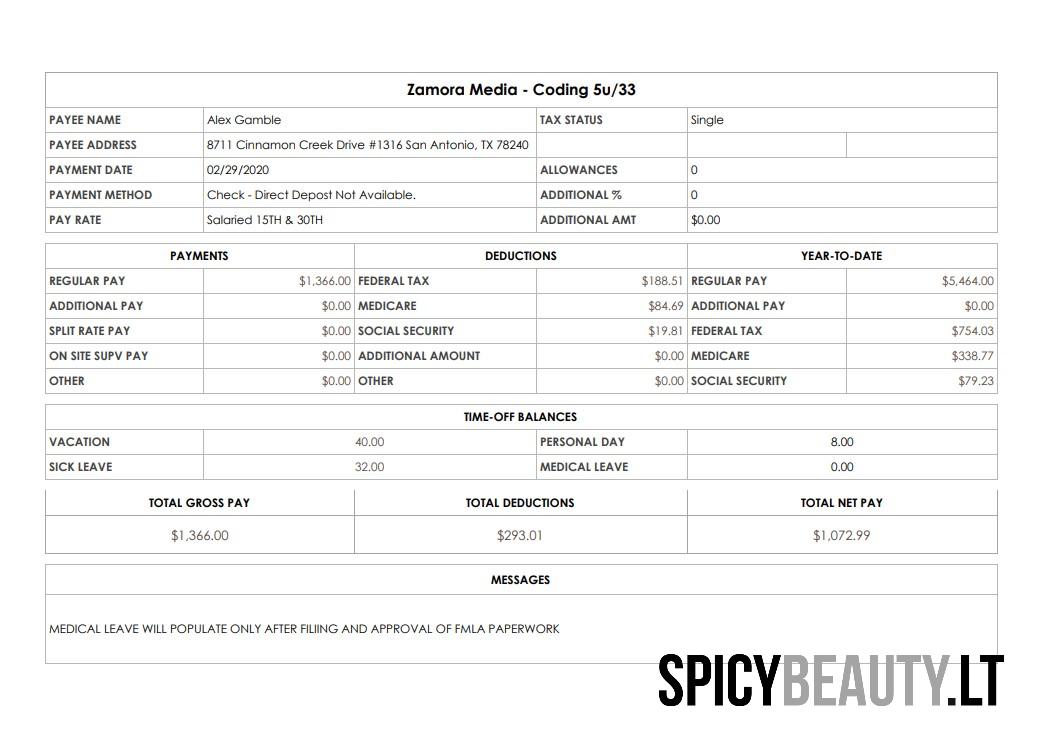 Zamora Media - Coding 5u/33
PAYEE NAME Alex Gamble TAX STATUS Single
PAYEE ADDRESS 8711 Cinnamon Creek Drive #1316 San Antonio, TX 78240
PAYMENT DATE 02/29/2020 ALLOWANCES 0
PAYMENT METHOD Check - Direct Depost Not Available. ADDITIONAL % 0
PAY RATE Salaried 15TH & 30TH ADDITIONAL AMT $0.00
PAYMENTS DEDUCTIONS YEAR-TO-DATE
REGULAR PAY $1,366.00 FEDERAL TAX $188.51 REGULAR PAY $5,464.00
ADDITIONAL PAY $0.00 MEDICARE $84.69 ADDITIONAL PAY $0.00
SPLIT RATE PAY $0.00 SOCIAL SECURITY $19.81 FEDERAL TAX $754.03
ON SITE SUPV PAY $0.00 ADDITIONAL AMOUNT $0.00 MEDICARE $338.77
OTHER $0.00 OTHER $0.00 SOCIAL SECURITY $79.23
TIME-OFF BALANCES
VACATION 40.00 PERSONAL DAY 8.00
SICK LEAVE 32.00 MEDICAL LEAVE 0.00
TOTAL GROSS PAY TOTAL DEDUCTIONS TOTAL NET PAY
$1,366.00 $293.01 $1,072.99
MESSAGES
MEDICAL LEAVE WILL POPULATE ONLY AFTER FILIING AND APPROVAL OF FMLA PAPERWORK
SPICYBEAUTY.LT